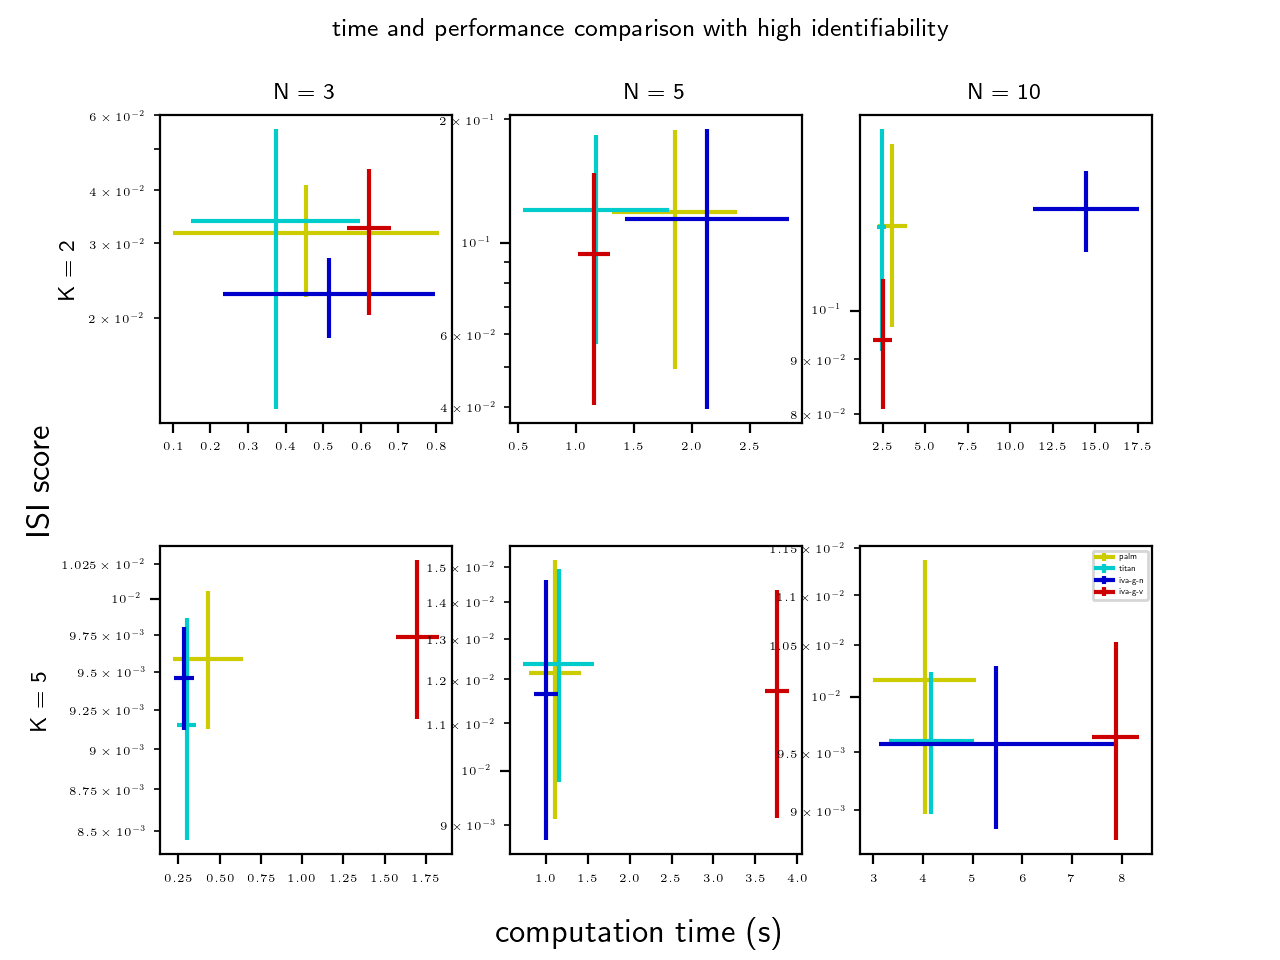 time and performance comparison with high identifiability
N = 3
N = 5
N = 10
K = 2
6 × 10⁻²
4 × 10⁻²
3 × 10⁻²
2 × 10⁻²
0.1 0.2 0.3 0.4 0.5 0.6 0.7 0.8
2 × 10⁻¹
10⁻¹
6 × 10⁻²
4 × 10⁻²
0.5 1.0 1.5 2.0 2.5
10⁻¹
9 × 10⁻²
8 × 10⁻²
2.5 5.0 7.5 10.0 12.5 15.0 17.5
ISI score
K = 5
1.025 × 10⁻²
10⁻²
9.75 × 10⁻³
9.5 × 10⁻³
9.25 × 10⁻³
9 × 10⁻³
8.75 × 10⁻³
8.5 × 10⁻³
0.25 0.50 0.75 1.00 1.25 1.50 1.75
1.5 × 10⁻²
1.4 × 10⁻²
1.3 × 10⁻²
1.2 × 10⁻²
1.1 × 10⁻²
10⁻²
9 × 10⁻³
1.0 1.5 2.0 2.5 3.0 3.5 4.0
1.15 × 10⁻²
1.1 × 10⁻²
1.05 × 10⁻²
10⁻²
9.5 × 10⁻³
9 × 10⁻³
3 4 5 6 7 8
palm
titan
iva-g-n
iva-g-v
computation time (s)